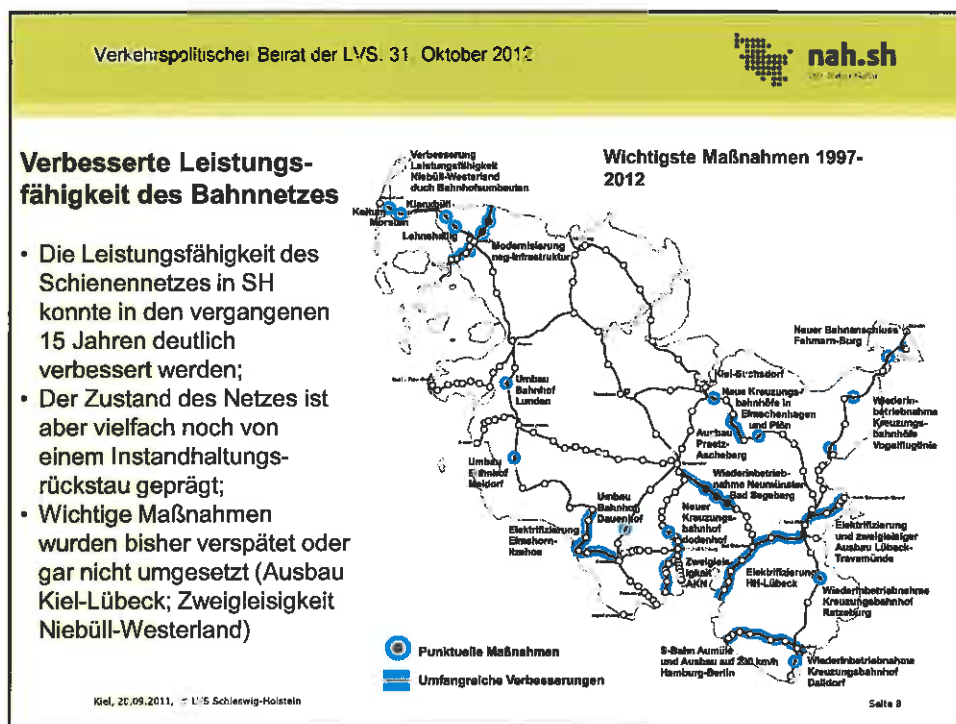 Verkehrspolitischer Beirat der LVS. 31. Oktober 2012
nah.sh
Verbesserte Leistungs-
fähigkeit des Bahnnetzes
• Die Leistungsfähigkeit des
Schienennetzes in SH
konnte in den vergangenen
15 Jahren deutlich
verbessert werden;
• Der Zustand des Netzes ist
aber vielfach noch von
einem Instandhaltungs-
rückstau geprägt;
• Wichtige Maßnahmen
wurden bisher verspätet oder
gar nicht umgesetzt (Ausbau
Kiel-Lübeck; Zweigleisigkeit
Niebüll-Westerland)
Wichtigste Maßnahmen 1997-
2012
Verbesserung
Leistungsfähigkeit
Niebüll-Westerland
duch Bahnhofsumbauten
Keitum
Morsum
Klanxbüll
Lehnshallig
Modernisierung
neg-Infrastruktur
Neuer Bahnanschluss
Fehmarn-Burg
Umbau
Bahnhof
Lunden
Kiel-Suchsdorf
Neue Kreuzungs-
bahnhöfe in
Elmschenhagen
und Plön
Wiederin-
betriebnahme
Kreuzungs-
bahnhöfe
Vogelfluglinie
Ausbau
Preetz-
Ascheberg
Umbau
Bahnhof
Meldorf
Wiederinbetrieb-
nahme Neumünster
Bad Segeberg
Umbau
Bahnhof
Dauenhof
Neuer
Kreuzungs-
bahnhof
dodenhof
Elektrifizierung
Elmshorn-
Itzehoe
Elektrifizierung
und zweigleisiger
Ausbau Lübeck-
Travemünde
Zweigleis-
igkeit
AKN
Elektrifizierung
HH-Lübeck
Wiederinbetriebnahme
Kreuzungsbahnhof
Ratzeburg
S-Bahn Aumüle
und Ausbau auf 230 km/h
Hamburg-Berlin
Wiederinbetriebnahme
Kreuzungsbahnhof
Dalldorf
Punktuelle Maßnahmen
Umfangreiche Verbesserungen
Kiel, 20.09.2011, LVS Schleswig-Holstein
Seite 8